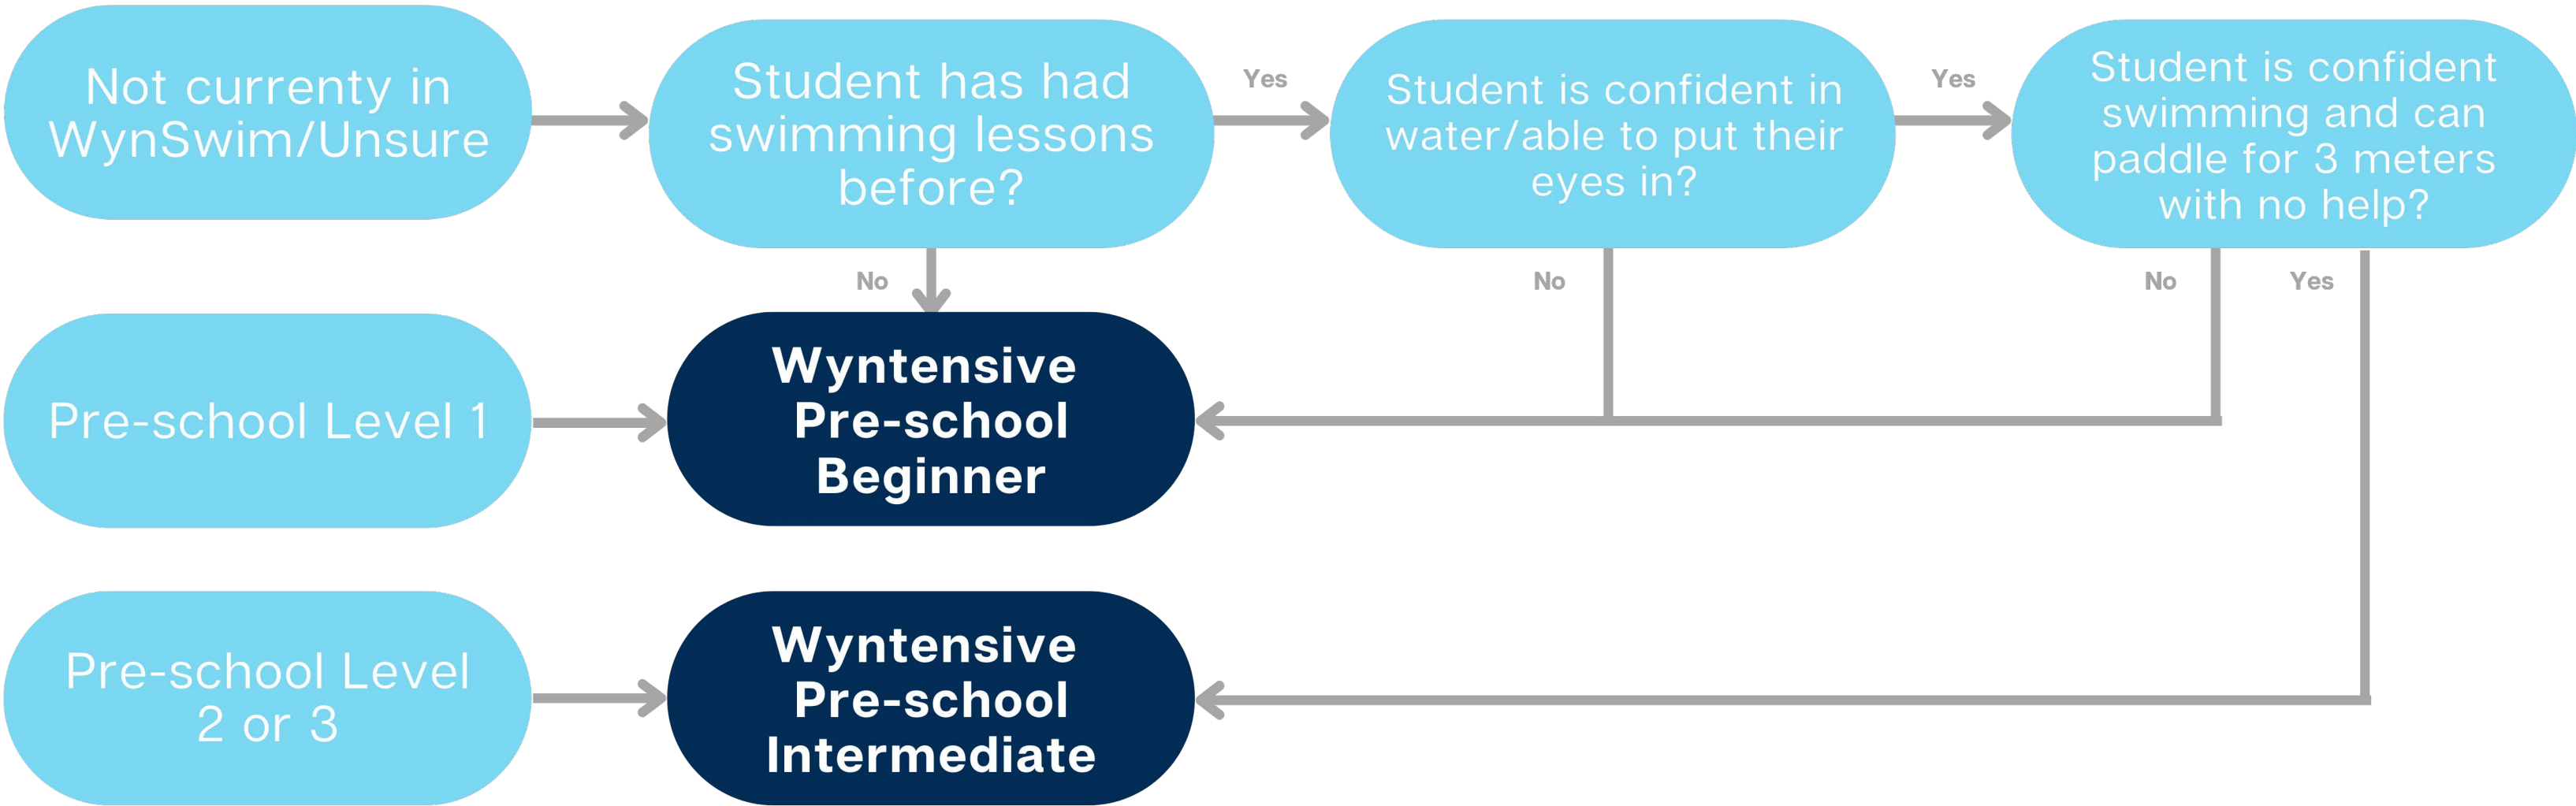 Not currenty in
WynSwim/Unsure
Student has had
swimming lessons
before?
Yes
Student is confident in
water/able to put their
eyes in?
Yes
Student is confident
swimming and can
paddle for 3 meters
with no help?
No
No
No
Yes
Pre-school Level 1
Wyntensive
Pre-school
Beginner
Pre-school Level
2 or 3
Wyntensive
Pre-school
Intermediate